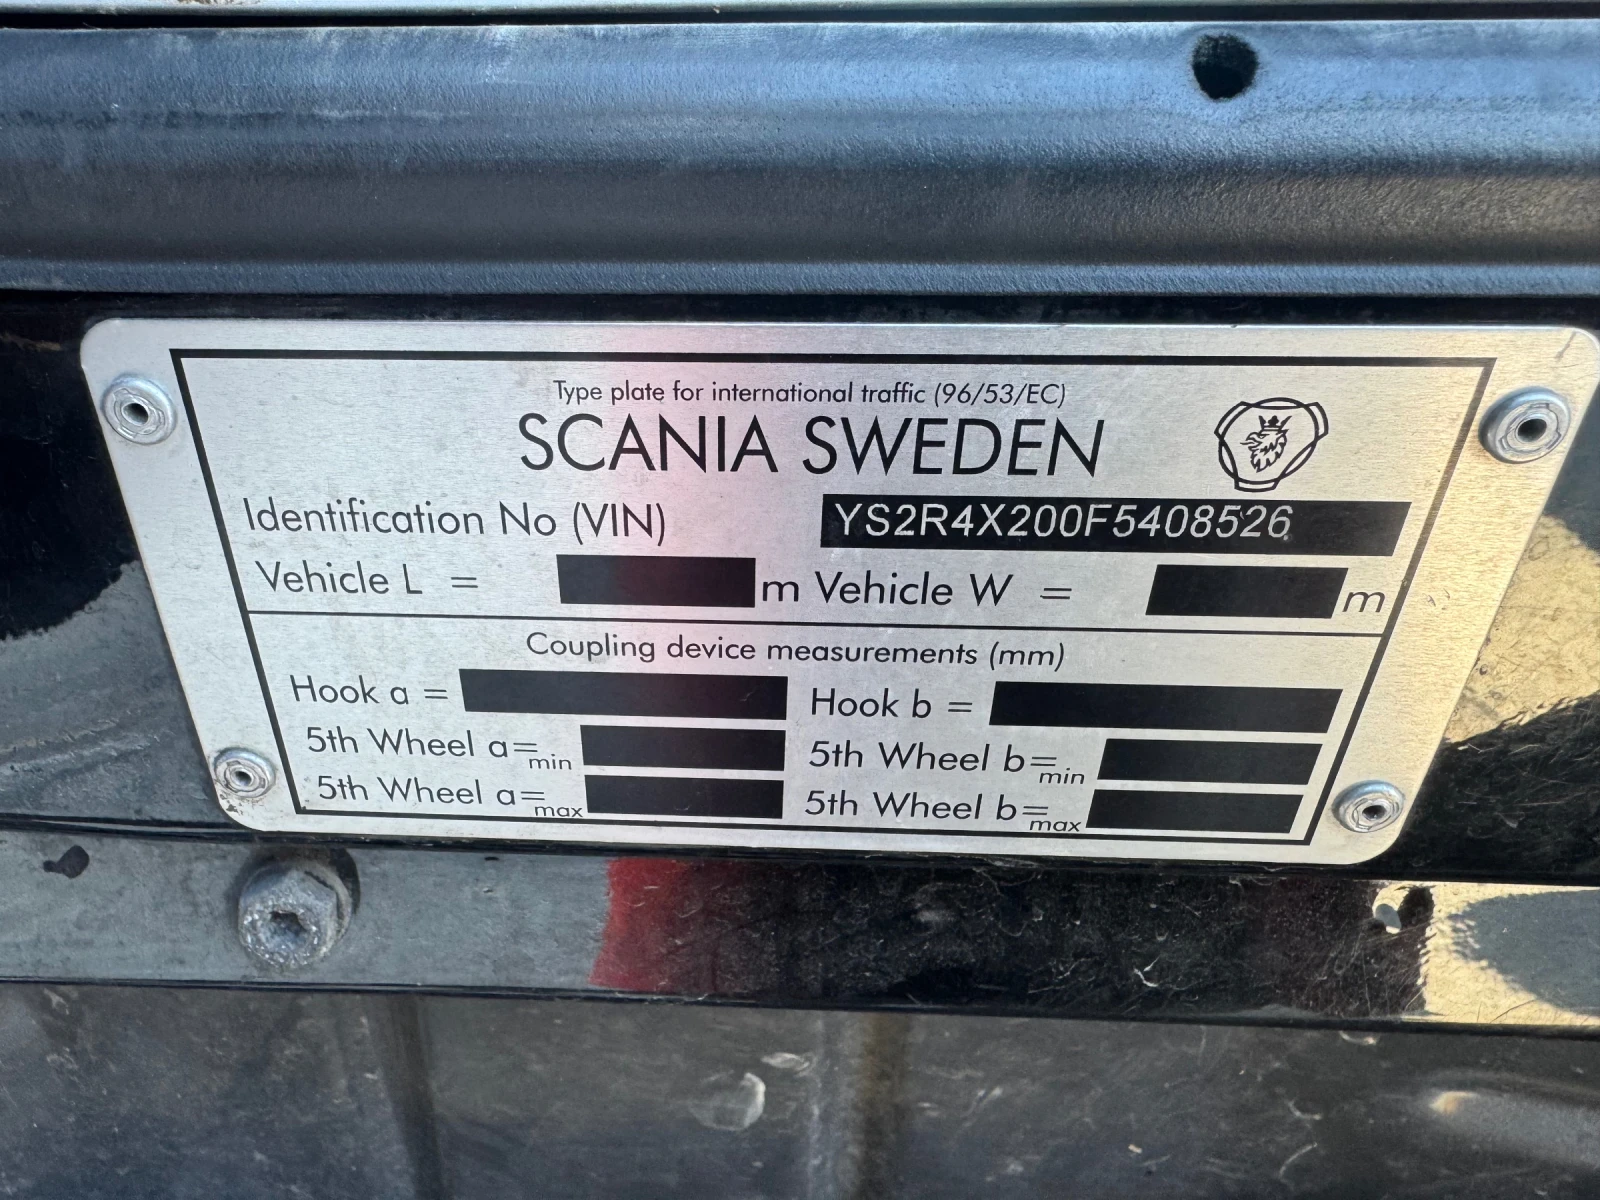 Type plate for international traffic (96/53/EC)
SCANIA SWEDEN
Identification No (VIN) YS2R4X200F5408526
Vehicle L = m Vehicle W = m
Coupling device measurements (mm)
Hook a = Hook b =
5th Wheel a=min 5th Wheel b=min
5th Wheel a=max 5th Wheel b=max